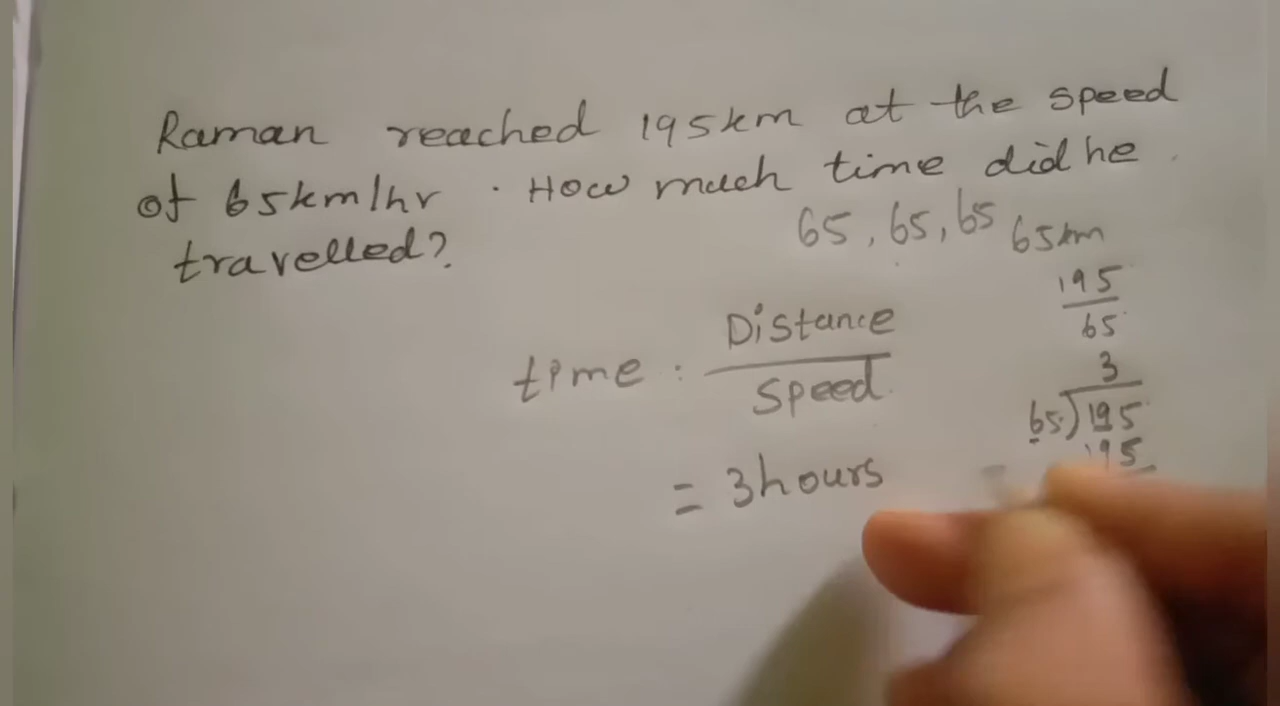 Raman reached 195km at the speed
of 65km/hr . How much time did he
travelled?
65, 65, 65 65km
195
65
time : Distance
Speed
3
65)195
195
= 3hours